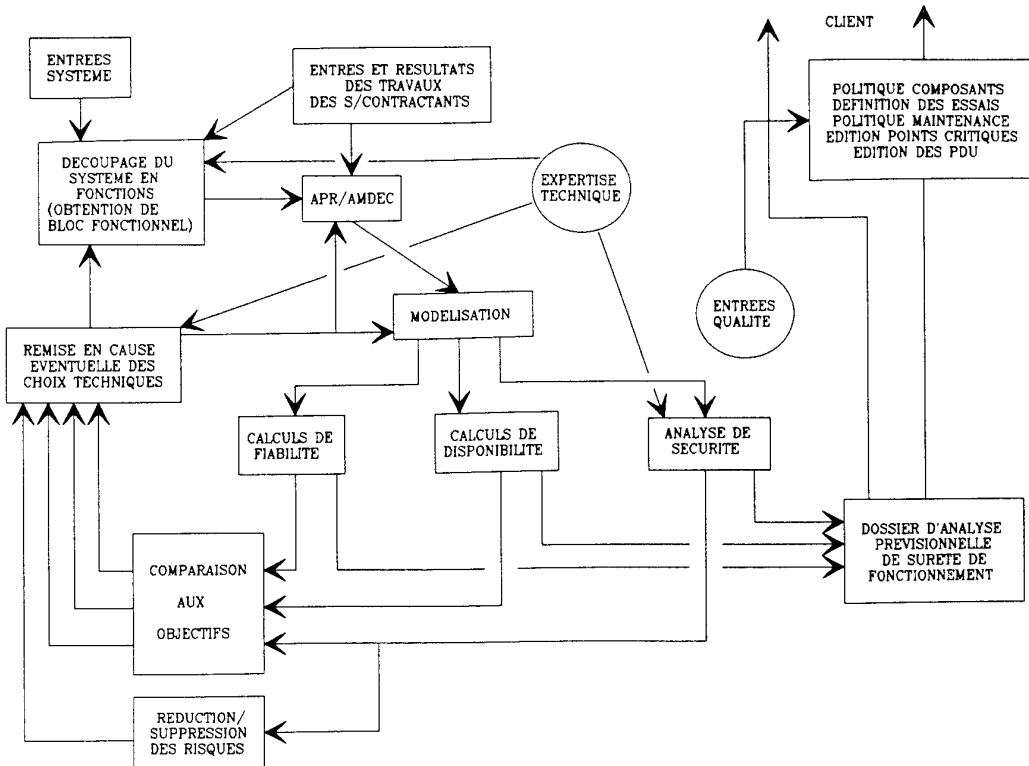 ENTREES
SYSTEME
ENTRES ET RESULTATS
DES TRAVAUX
DES S/CONTRACTANTS
CLIENT
POLITIQUE COMPOSANTS
DEFINITION DES ESSAIS
POLITIQUE MAINTENANCE
EDITION POINTS CRITIQUES
EDITION DES PDU
DECOUPAGE DU
SYSTEME EN
FONCTIONS
(OBTENTION DE
BLOC FONCTIONNEL)
APR/AMDEC
EXPERTISE
TECHNIQUE
ENTREES
QUALITE
MODELISATION
REMISE EN CAUSE
EVENTUELLE DES
CHOIX TECHNIQUES
CALCULS DE
FIABILITE
CALCULS DE
DISPONIBILITE
ANALYSE DE
SECURITE
DOSSIER D'ANALYSE
PREVISIONNELLE
DE SURETE DE
FONCTIONNEMENT
COMPARAISON
AUX
OBJECTIFS
REDUCTION/
SUPPRESSION
DES RISQUES